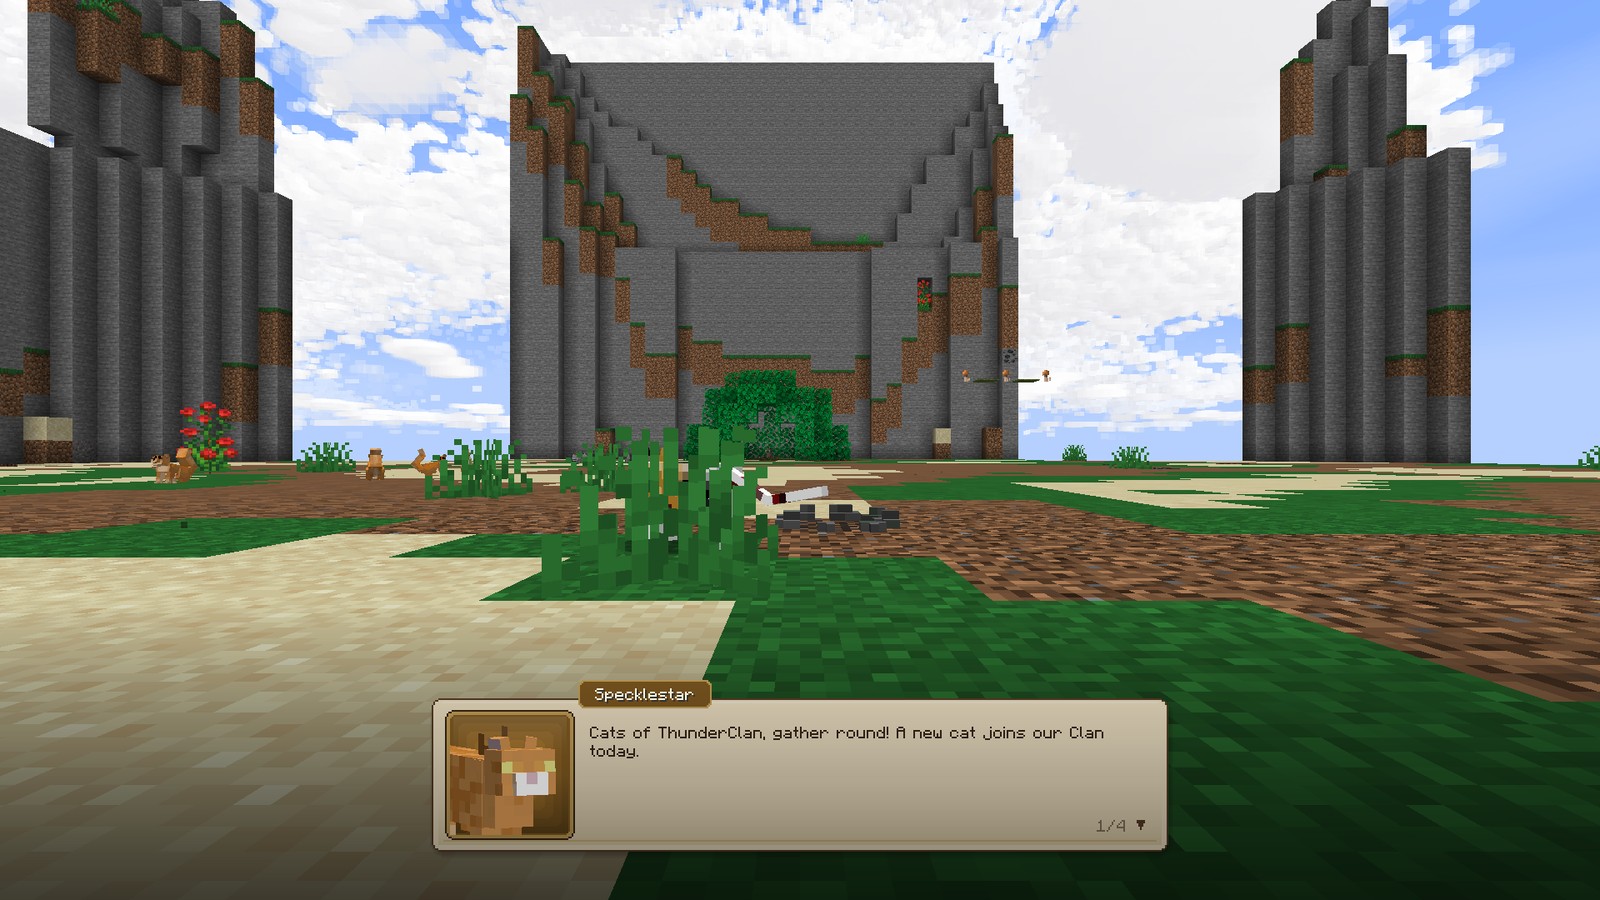 Specklestar
Cats of ThunderClan, gather round! A new cat joins our Clan
today.
1/4